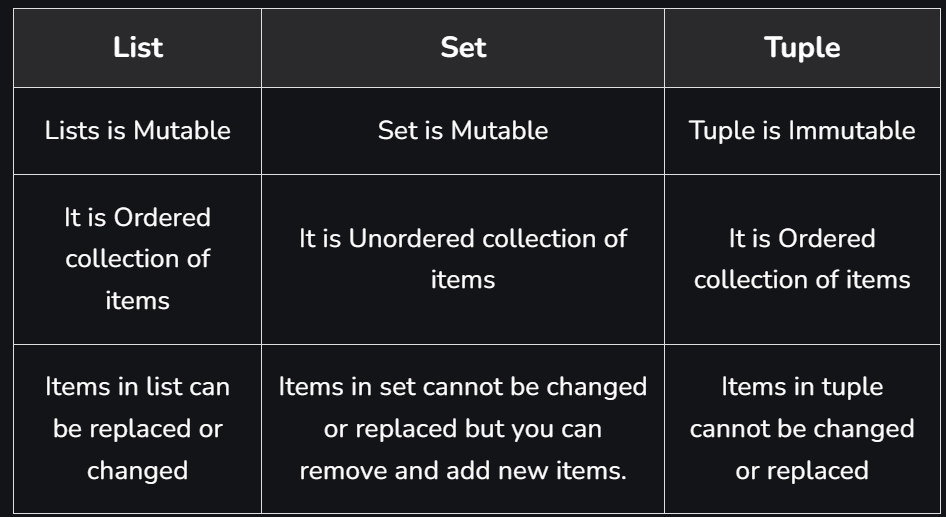 List
Set
Tuple
Lists is Mutable
Set is Mutable
Tuple is Immutable
It is Ordered
collection of
items
It is Unordered collection of
items
It is Ordered
collection of items
Items in list can
be replaced or
changed
Items in set cannot be changed
or replaced but you can
remove and add new items.
Items in tuple
cannot be changed
or replaced